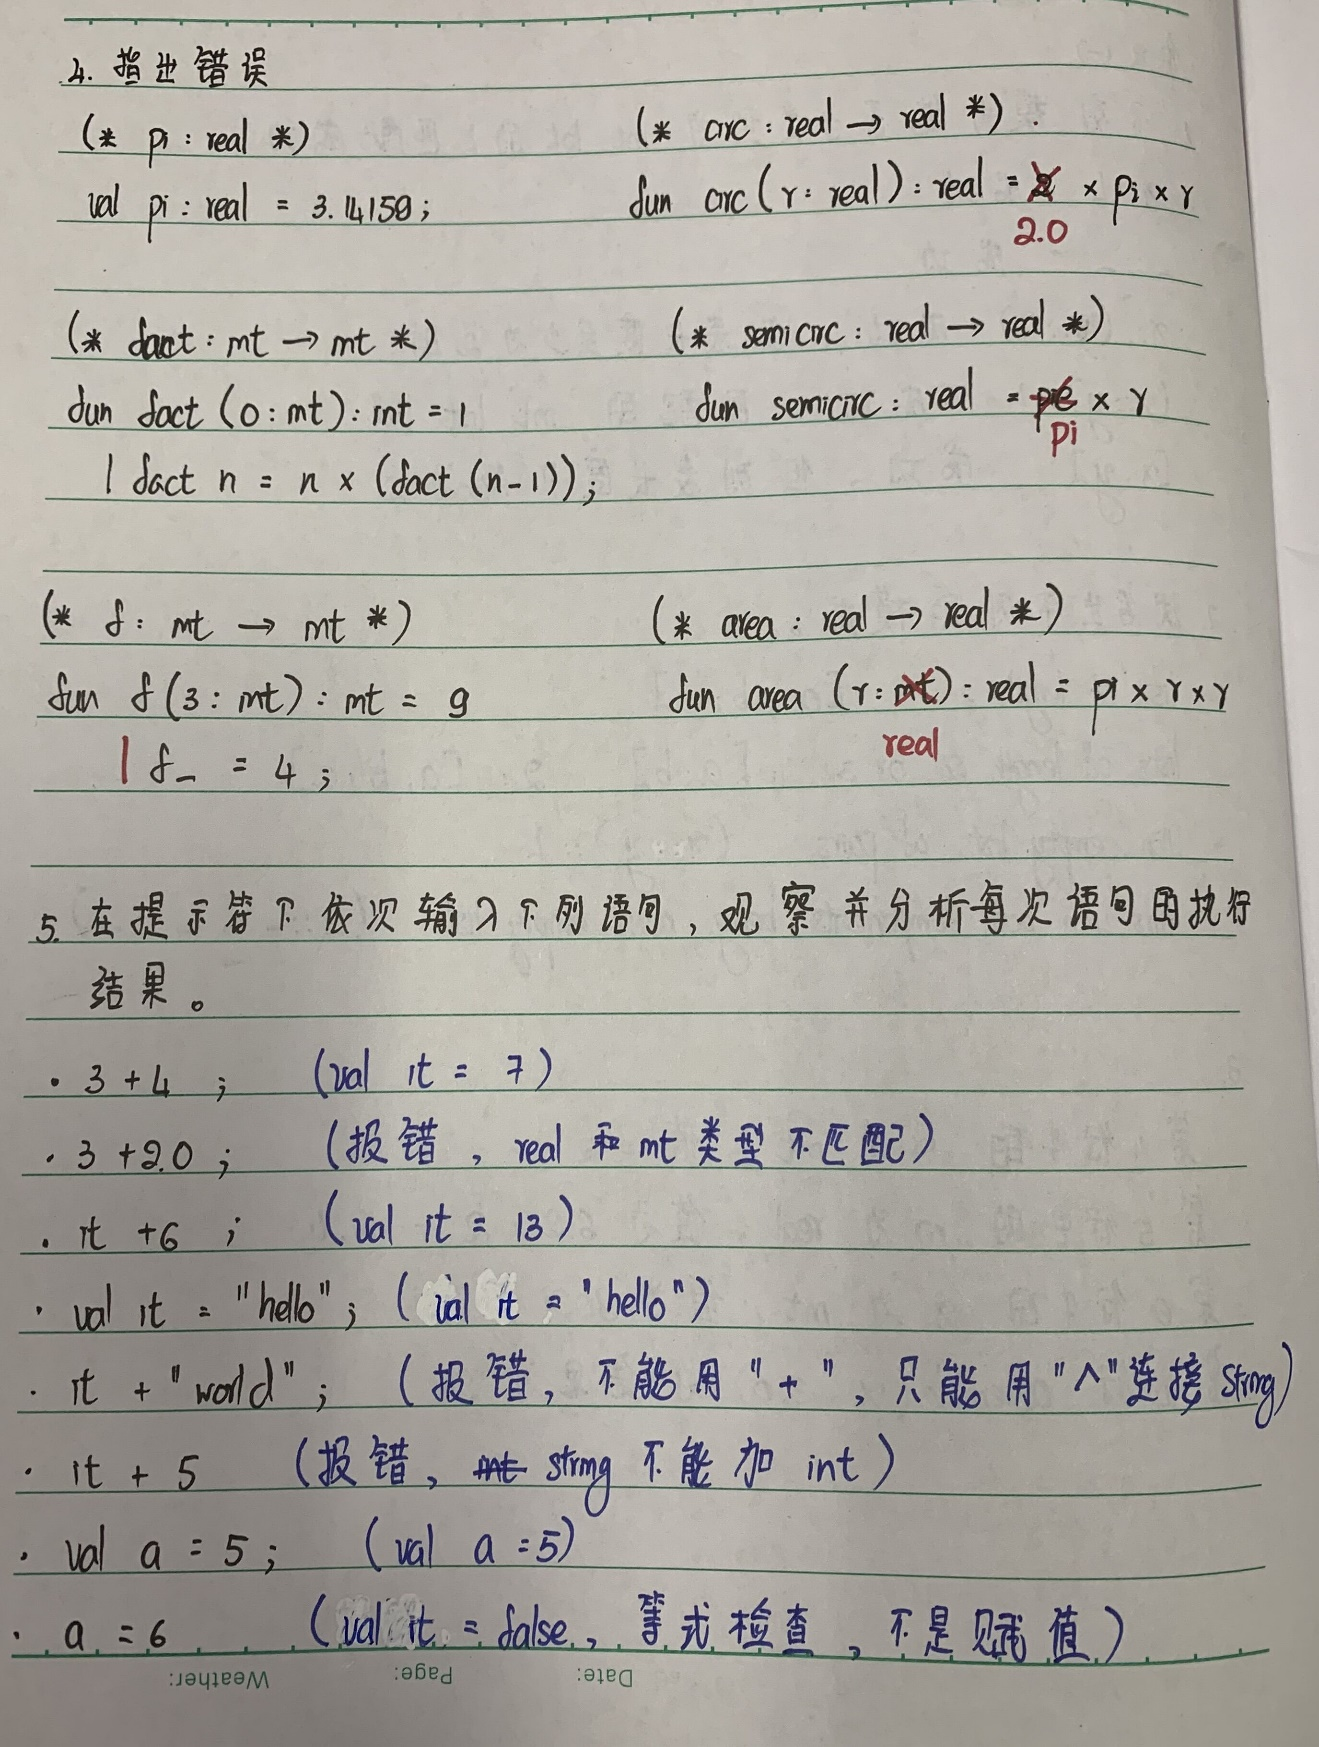 4. 指出错误
(* pi : real *)
val pi : real = 3.14159;
(* circ : real → real *)
fun circ (r : real) : real = 2 × pi × r
2.0
(* fact : int → int *)
fun fact (0 : int) : int = 1
| fact n = n × (fact (n-1));
(* semicirc : real → real *)
fun semicirc : real = pie × r
pi
(* f : int → int *)
fun f (3 : int) : int = 9
| f _ = 4 ;
(* area : real → real *)
fun area (r : int) : real = pi × r × r
real
5. 在提示符下依次输入下列语句，观察并分析每次语句的执行
结果。
· 3 + 4 ; (val it = 7)
· 3 + 2.0 ; (报错，real 和 int 类型不匹配)
· it + 6 ; (val it = 13)
· val it = "hello" ; (val it = "hello")
· it + "world" ; (报错，不能用 "+"，只能用 "^" 连接 string)
· it + 5 (报错，int string 不能加 int)
· val a = 5 ; (val a = 5)
· a = 6 (val it = false，等式检查，不是赋值)
Weather: Page: Date: